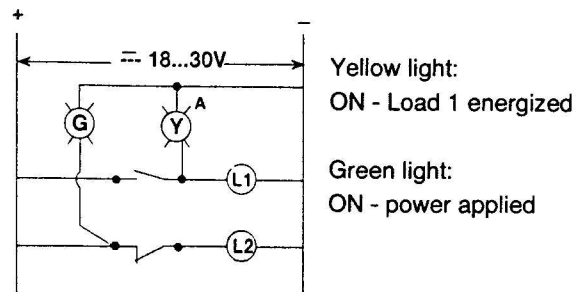 + –
⎓ 18...30V
G Y A
L1
L2
Yellow light:
ON - Load 1 energized
Green light:
ON - power applied